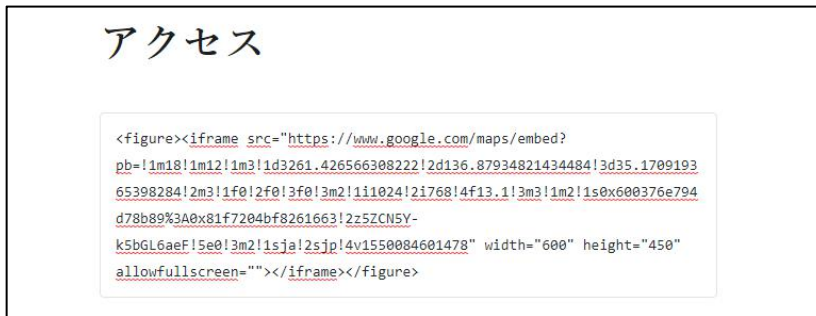 アクセス
<figure><iframe src="https://www.google.com/maps/embed?
pb=!1m18!1m12!1m3!1d3261.426566308222!2d136.87934821434484!3d35.1709193
65398284!2m3!1f0!2f0!3f0!3m2!1i1024!2i768!4f13.1!3m3!1m2!1s0x600376e794
d78b89%3A0x81f7204bf8261663!2z5ZCN5Y-
k5bGL6aeF!5e0!3m2!1sja!2sjp!4v1550084601478" width="600" height="450"
allowfullscreen=""></iframe></figure>